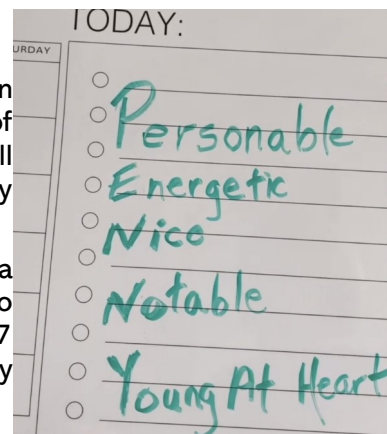 TODAY:
URDAY
Personable
Energetic
Nice
Notable
Young At Heart